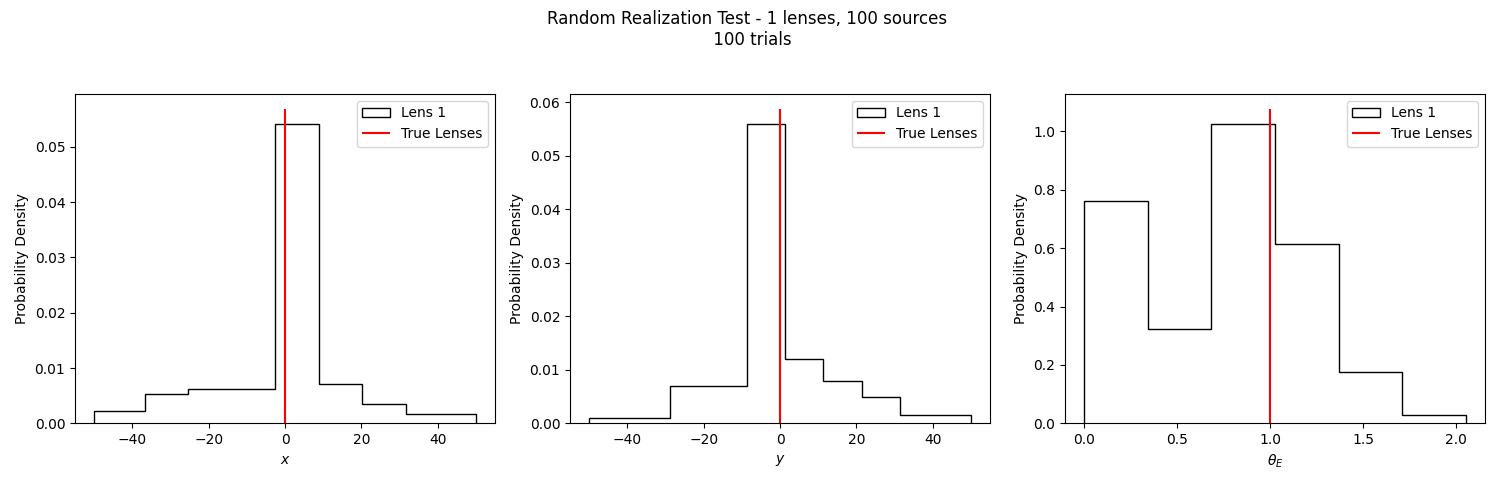 Random Realization Test - 1 lenses, 100 sources
100 trials
Probability Density
0.05
0.04
0.03
0.02
0.01
0.00
−40
−20
0
20
40
x
Lens 1
True Lenses
Probability Density
0.06
0.05
0.04
0.03
0.02
0.01
0.00
−40
−20
0
20
40
y
Lens 1
True Lenses
Probability Density
1.0
0.8
0.6
0.4
0.2
0.0
0.0
0.5
1.0
1.5
2.0
θ_E
Lens 1
True Lenses